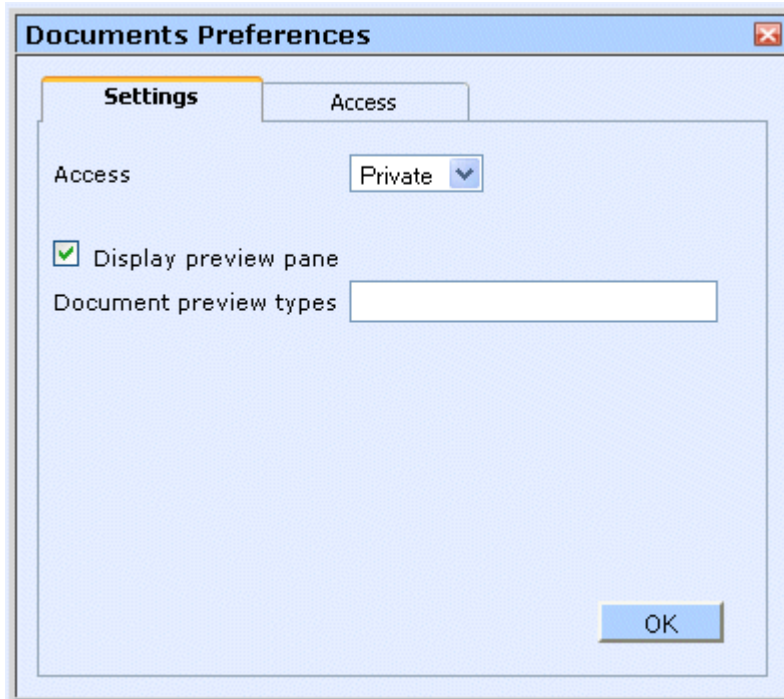 Documents Preferences
Settings
Access
Access
Private
Display preview pane
Document preview types
OK